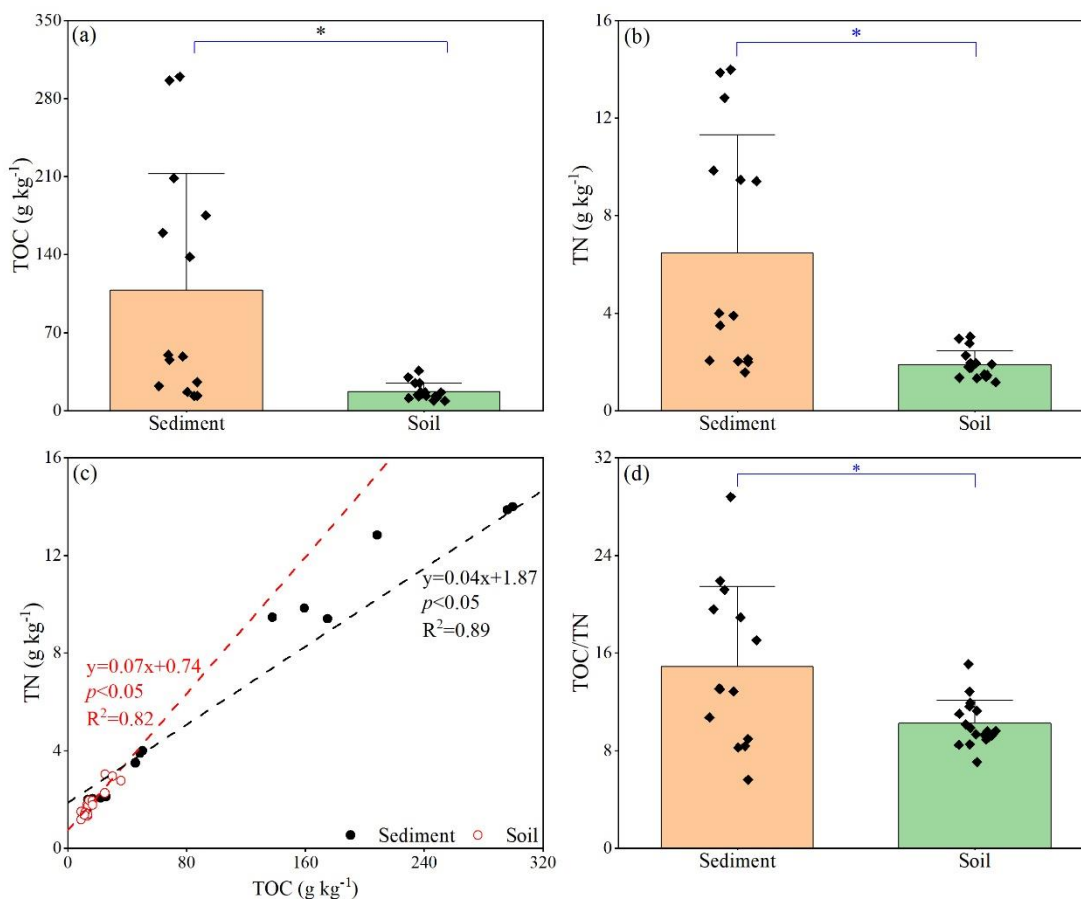 (a)
*
350
280
210
140
70
0
TOC (g kg⁻¹)
Sediment Soil
(b)
*
16
12
8
4
0
TN (g kg⁻¹)
Sediment Soil
(c)
16
12
8
4
0
TN (g kg⁻¹)
y=0.07x+0.74
p<0.05
R²=0.82
y=0.04x+1.87
p<0.05
R²=0.89
Sediment Soil
0 80 160 240 320
TOC (g kg⁻¹)
(d)
*
32
24
16
8
0
TOC/TN
Sediment Soil